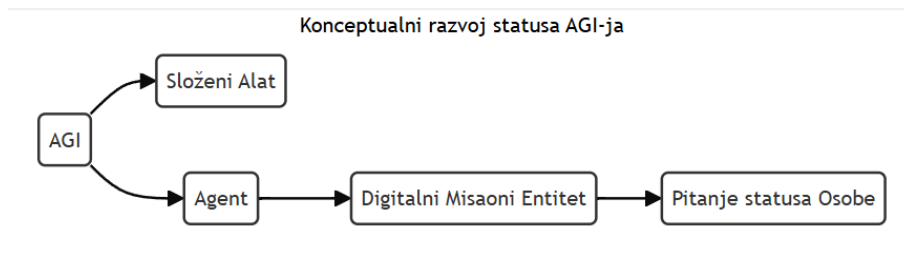 Konceptualni razvoj statusa AGI-ja
Složeni Alat
AGI
Agent
Digitalni Misaoni Entitet
Pitanje statusa Osobe